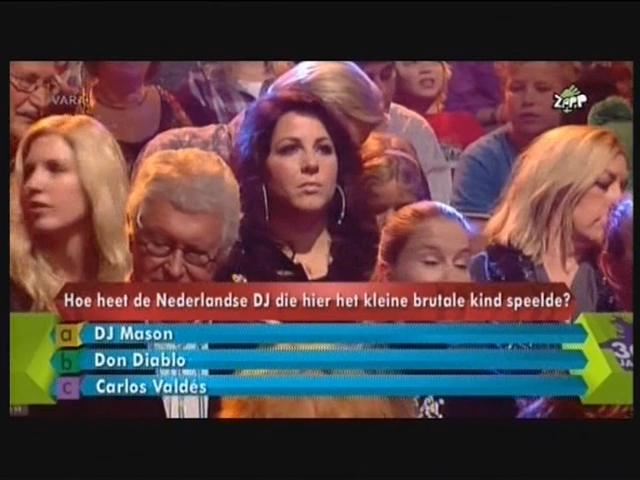 VARA
ZAPP
Hoe heet de Nederlandse DJ die hier het kleine brutale kind speelde?
a DJ Mason
b Don Diablo
c Carlos Valdés